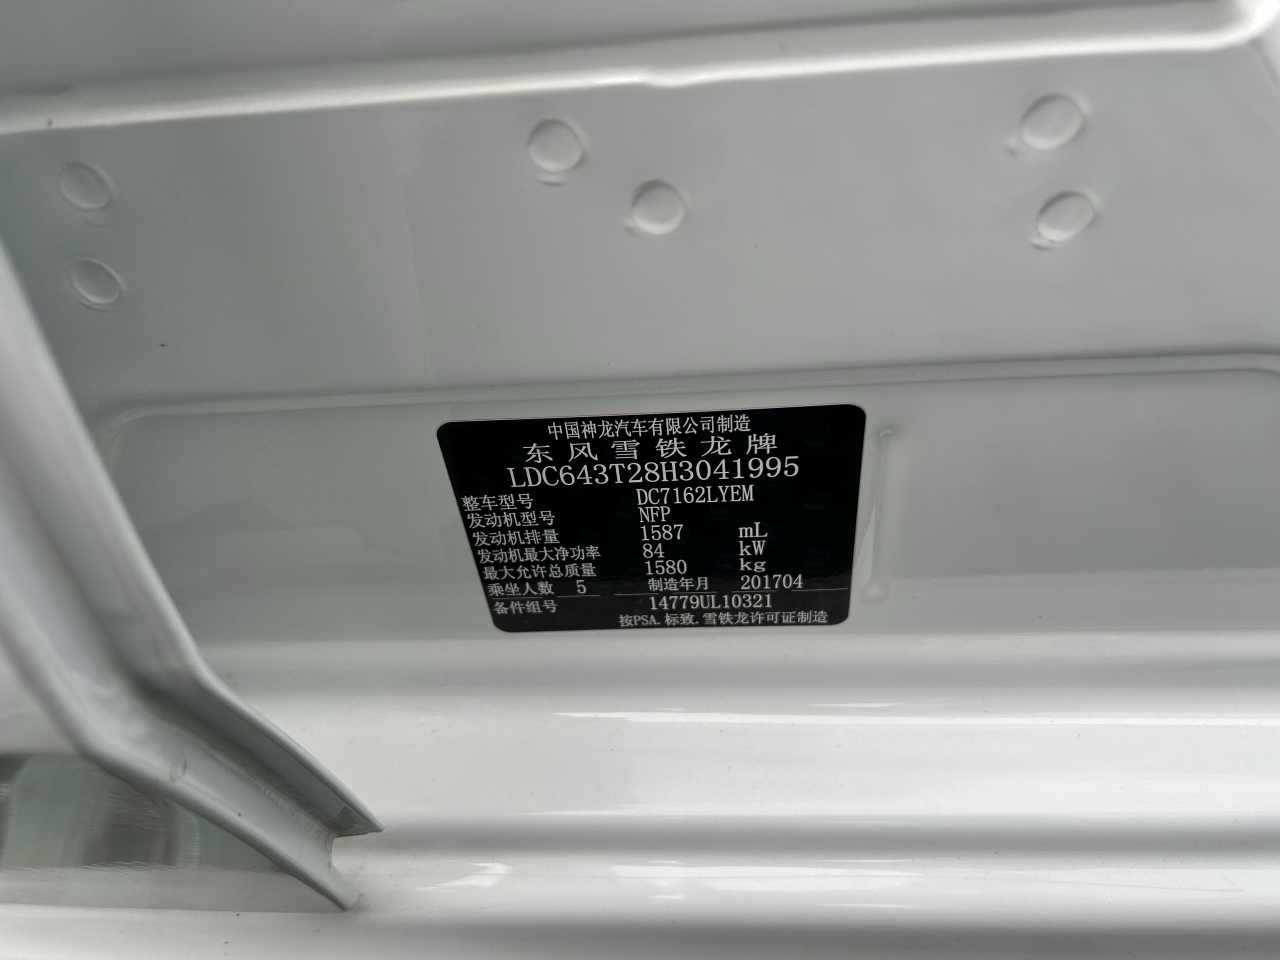 中国神龙汽车有限公司制造
东风雪铁龙牌
LDC643T28H3041995
整车型号 DC7162LYEM
发动机型号 NFP
发动机排量 1587 mL
发动机最大净功率 84 kW
最大允许总质量 1580 kg
乘坐人数 5 制造年月 201704
备件组号 14779UL10321
按PSA.标致.雪铁龙许可证制造